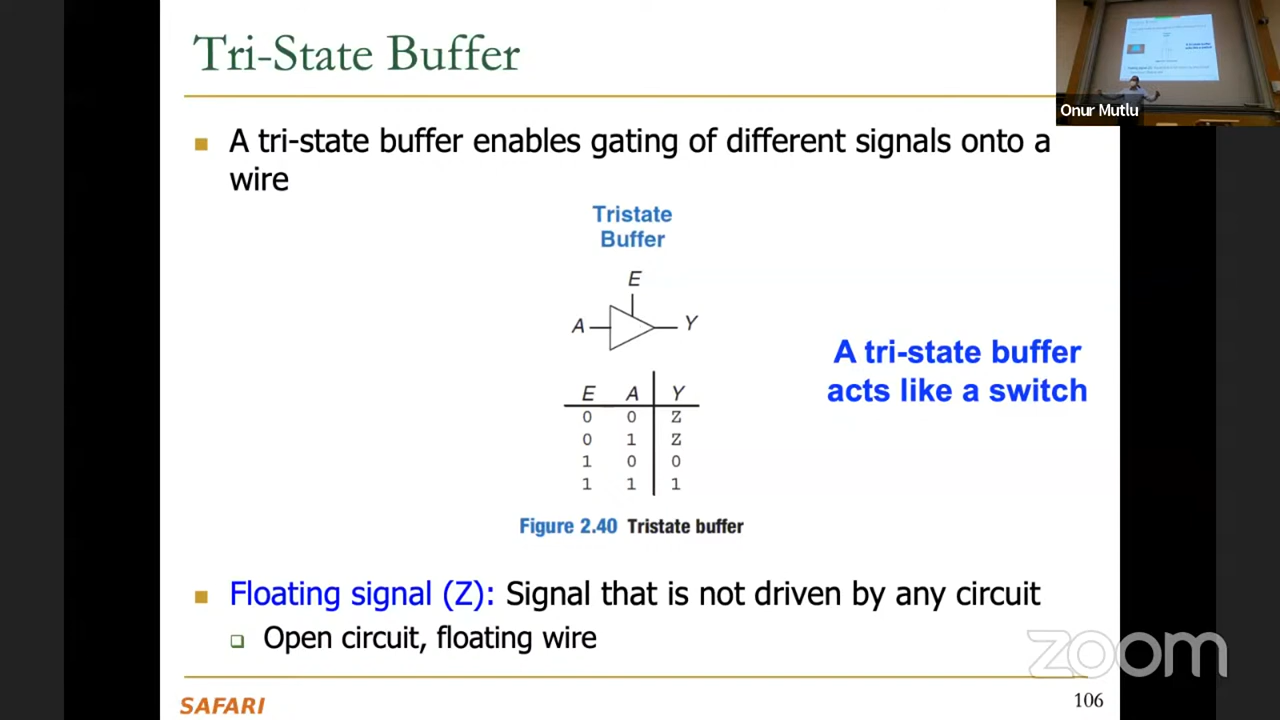 Tri-State Buffer
Onur Mutlu
A tri-state buffer enables gating of different signals onto a
wire
Tristate
Buffer
E
A
Y
A tri-state buffer
acts like a switch
E A Y
0 0 Z
0 1 Z
1 0 0
1 1 1
Figure 2.40 Tristate buffer
Floating signal (Z): Signal that is not driven by any circuit
Open circuit, floating wire
zoom
SAFARI
106